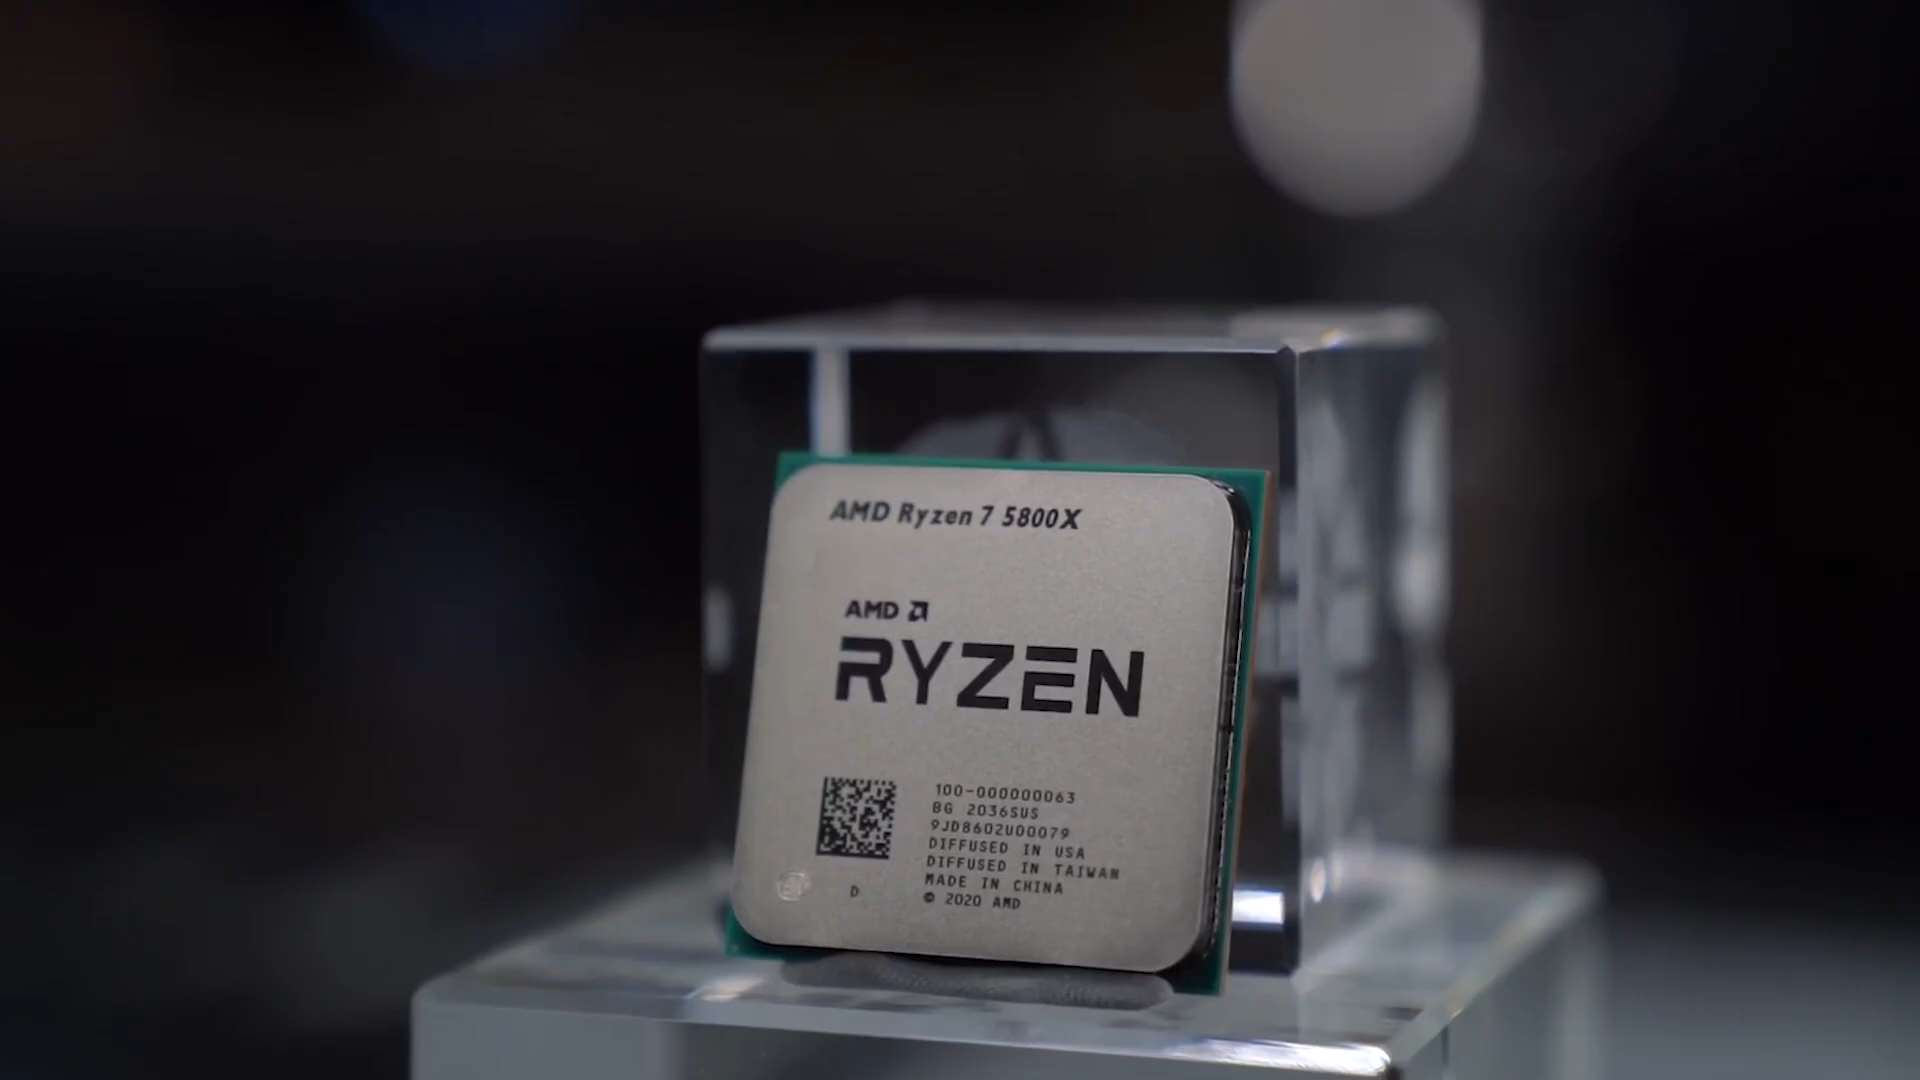 AMD Ryzen 7 5800X
AMD
RYZEN
100-000000063
BG 2036SUS
9JD8602U00079
DIFFUSED IN USA
DIFFUSED IN TAIWAN
MADE IN CHINA
© 2020 AMD
D